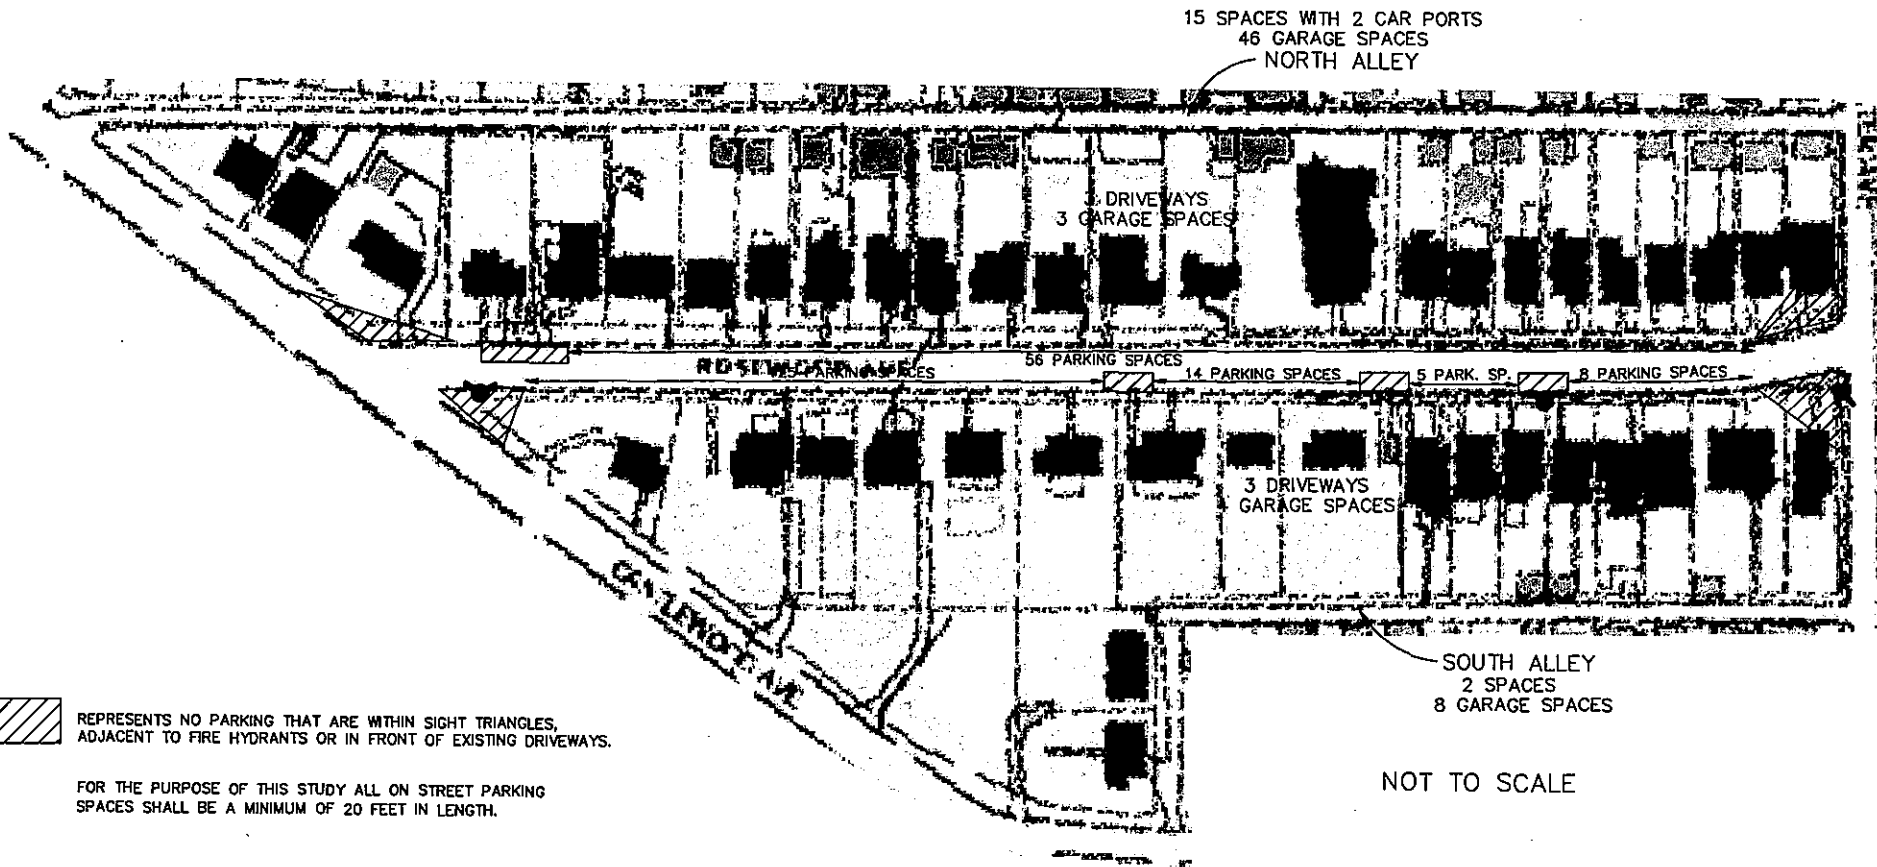 15 SPACES WITH 2 CAR PORTS
46 GARAGE SPACES
NORTH ALLEY
DRIVEWAYS
3 GARAGE SPACES
56 PARKING SPACES
ROSEWOOD AVE
PARKING SPACES
14 PARKING SPACES
5 PARK. SP.
8 PARKING SPACES
3 DRIVEWAYS
GARAGE SPACES
AVE
SOUTH ALLEY
2 SPACES
8 GARAGE SPACES
REPRESENTS NO PARKING THAT ARE WITHIN SIGHT TRIANGLES,
ADJACENT TO FIRE HYDRANTS OR IN FRONT OF EXISTING DRIVEWAYS.
FOR THE PURPOSE OF THIS STUDY ALL ON STREET PARKING
SPACES SHALL BE A MINIMUM OF 20 FEET IN LENGTH.
NOT TO SCALE